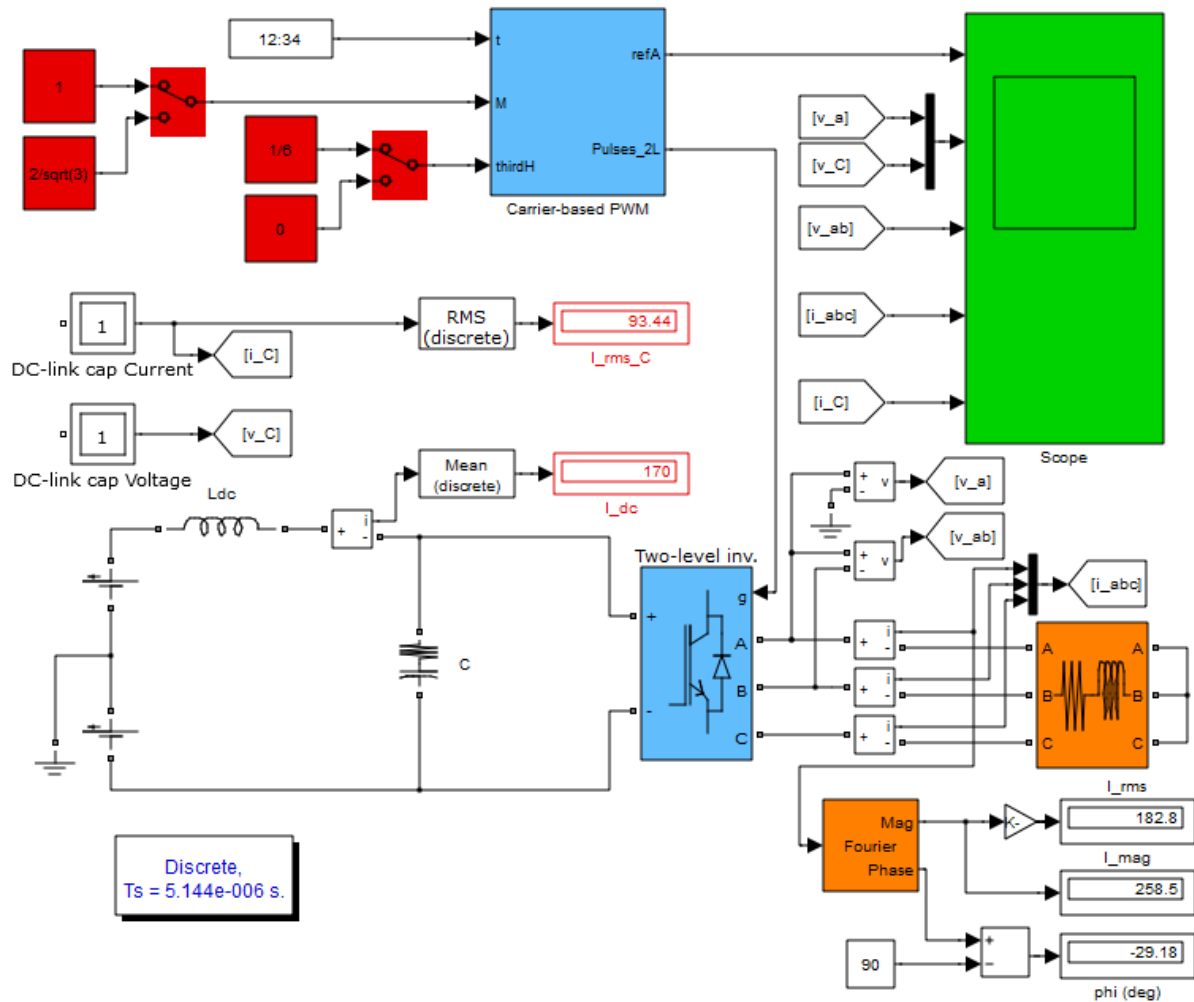 12:34
t
refA
1
M
[v_a]
2/sqrt(3)
1/6
thirdH
Pulses_2L
[v_C]
0
Carrier-based PWM
[v_ab]
1
RMS
(discrete)
93.44
[i_abc]
DC-link cap Current
[i_C]
I_rms_C
1
[v_C]
[i_C]
DC-link cap Voltage
Mean
(discrete)
170
Scope
Ldc
I_dc
+
-
v
[v_a]
i
+
-
Two-level inv.
+
-
v
[v_ab]
g
[i_abc]
+
A
+
i
-
A
A
C
B
+
i
-
B
B
-
C
+
i
-
C
C
I_rms
Mag
K-
182.8
Fourier
I_mag
Phase
258.5
Discrete,
Ts = 5.144e-006 s.
+
90
−
-29.18
phi (deg)